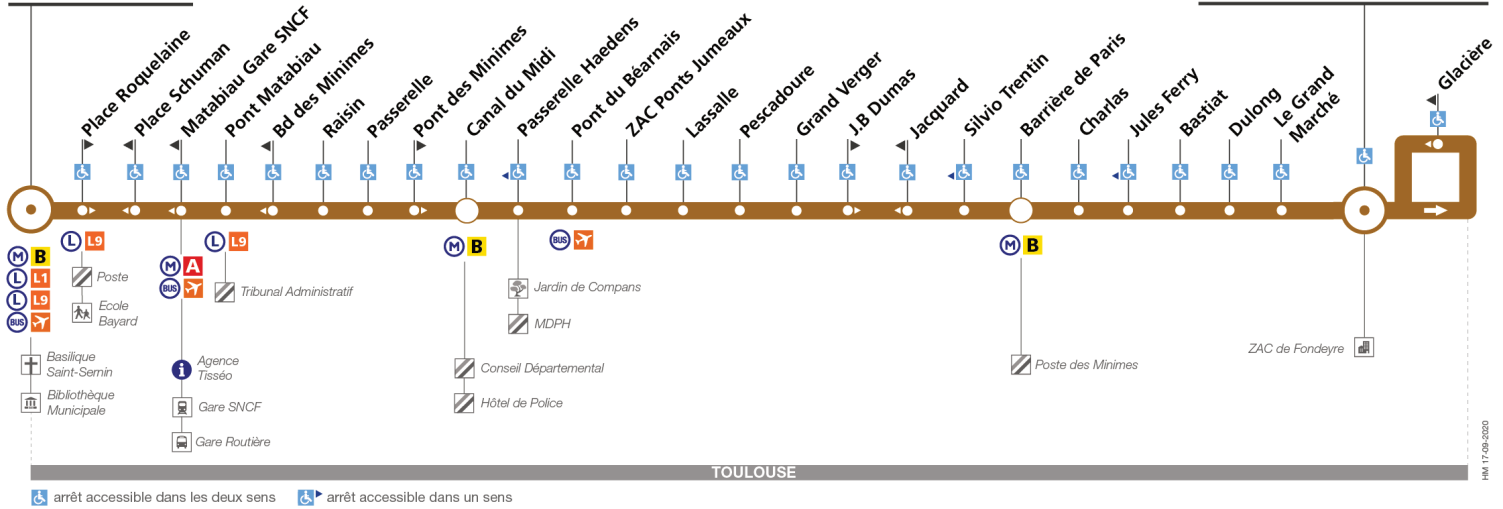 Place Roquelaine
Place Schuman
Matabiau Gare SNCF
Pont Matabiau
Bd des Minimes
Raisin
Passerelle
Pont des Minimes
Canal du Midi
Passerelle Haedens
Pont du Béarnais
ZAC Ponts Jumeaux
Lassalle
Pescadoure
Grand Verger
J.B Dumas
Jacquard
Silvio Trentin
Barrière de Paris
Charlas
Jules Ferry
Bastiat
Dulong
Le Grand
Marché
Glacière
M B
L L1
L L9
BUS
Basilique
Saint-Sernin
Bibliothèque
Municipale
L L9
Poste
Ecole
Bayard
M A
BUS
Agence
Tisséo
Gare SNCF
Gare Routière
L L9
Tribunal Administratif
M B
Conseil Départemental
Hôtel de Police
Jardin de Compans
MDPH
BUS
M B
Poste des Minimes
ZAC de Fondeyre
HM 17-09-2020
TOULOUSE
arrêt accessible dans les deux sens
arrêt accessible dans un sens